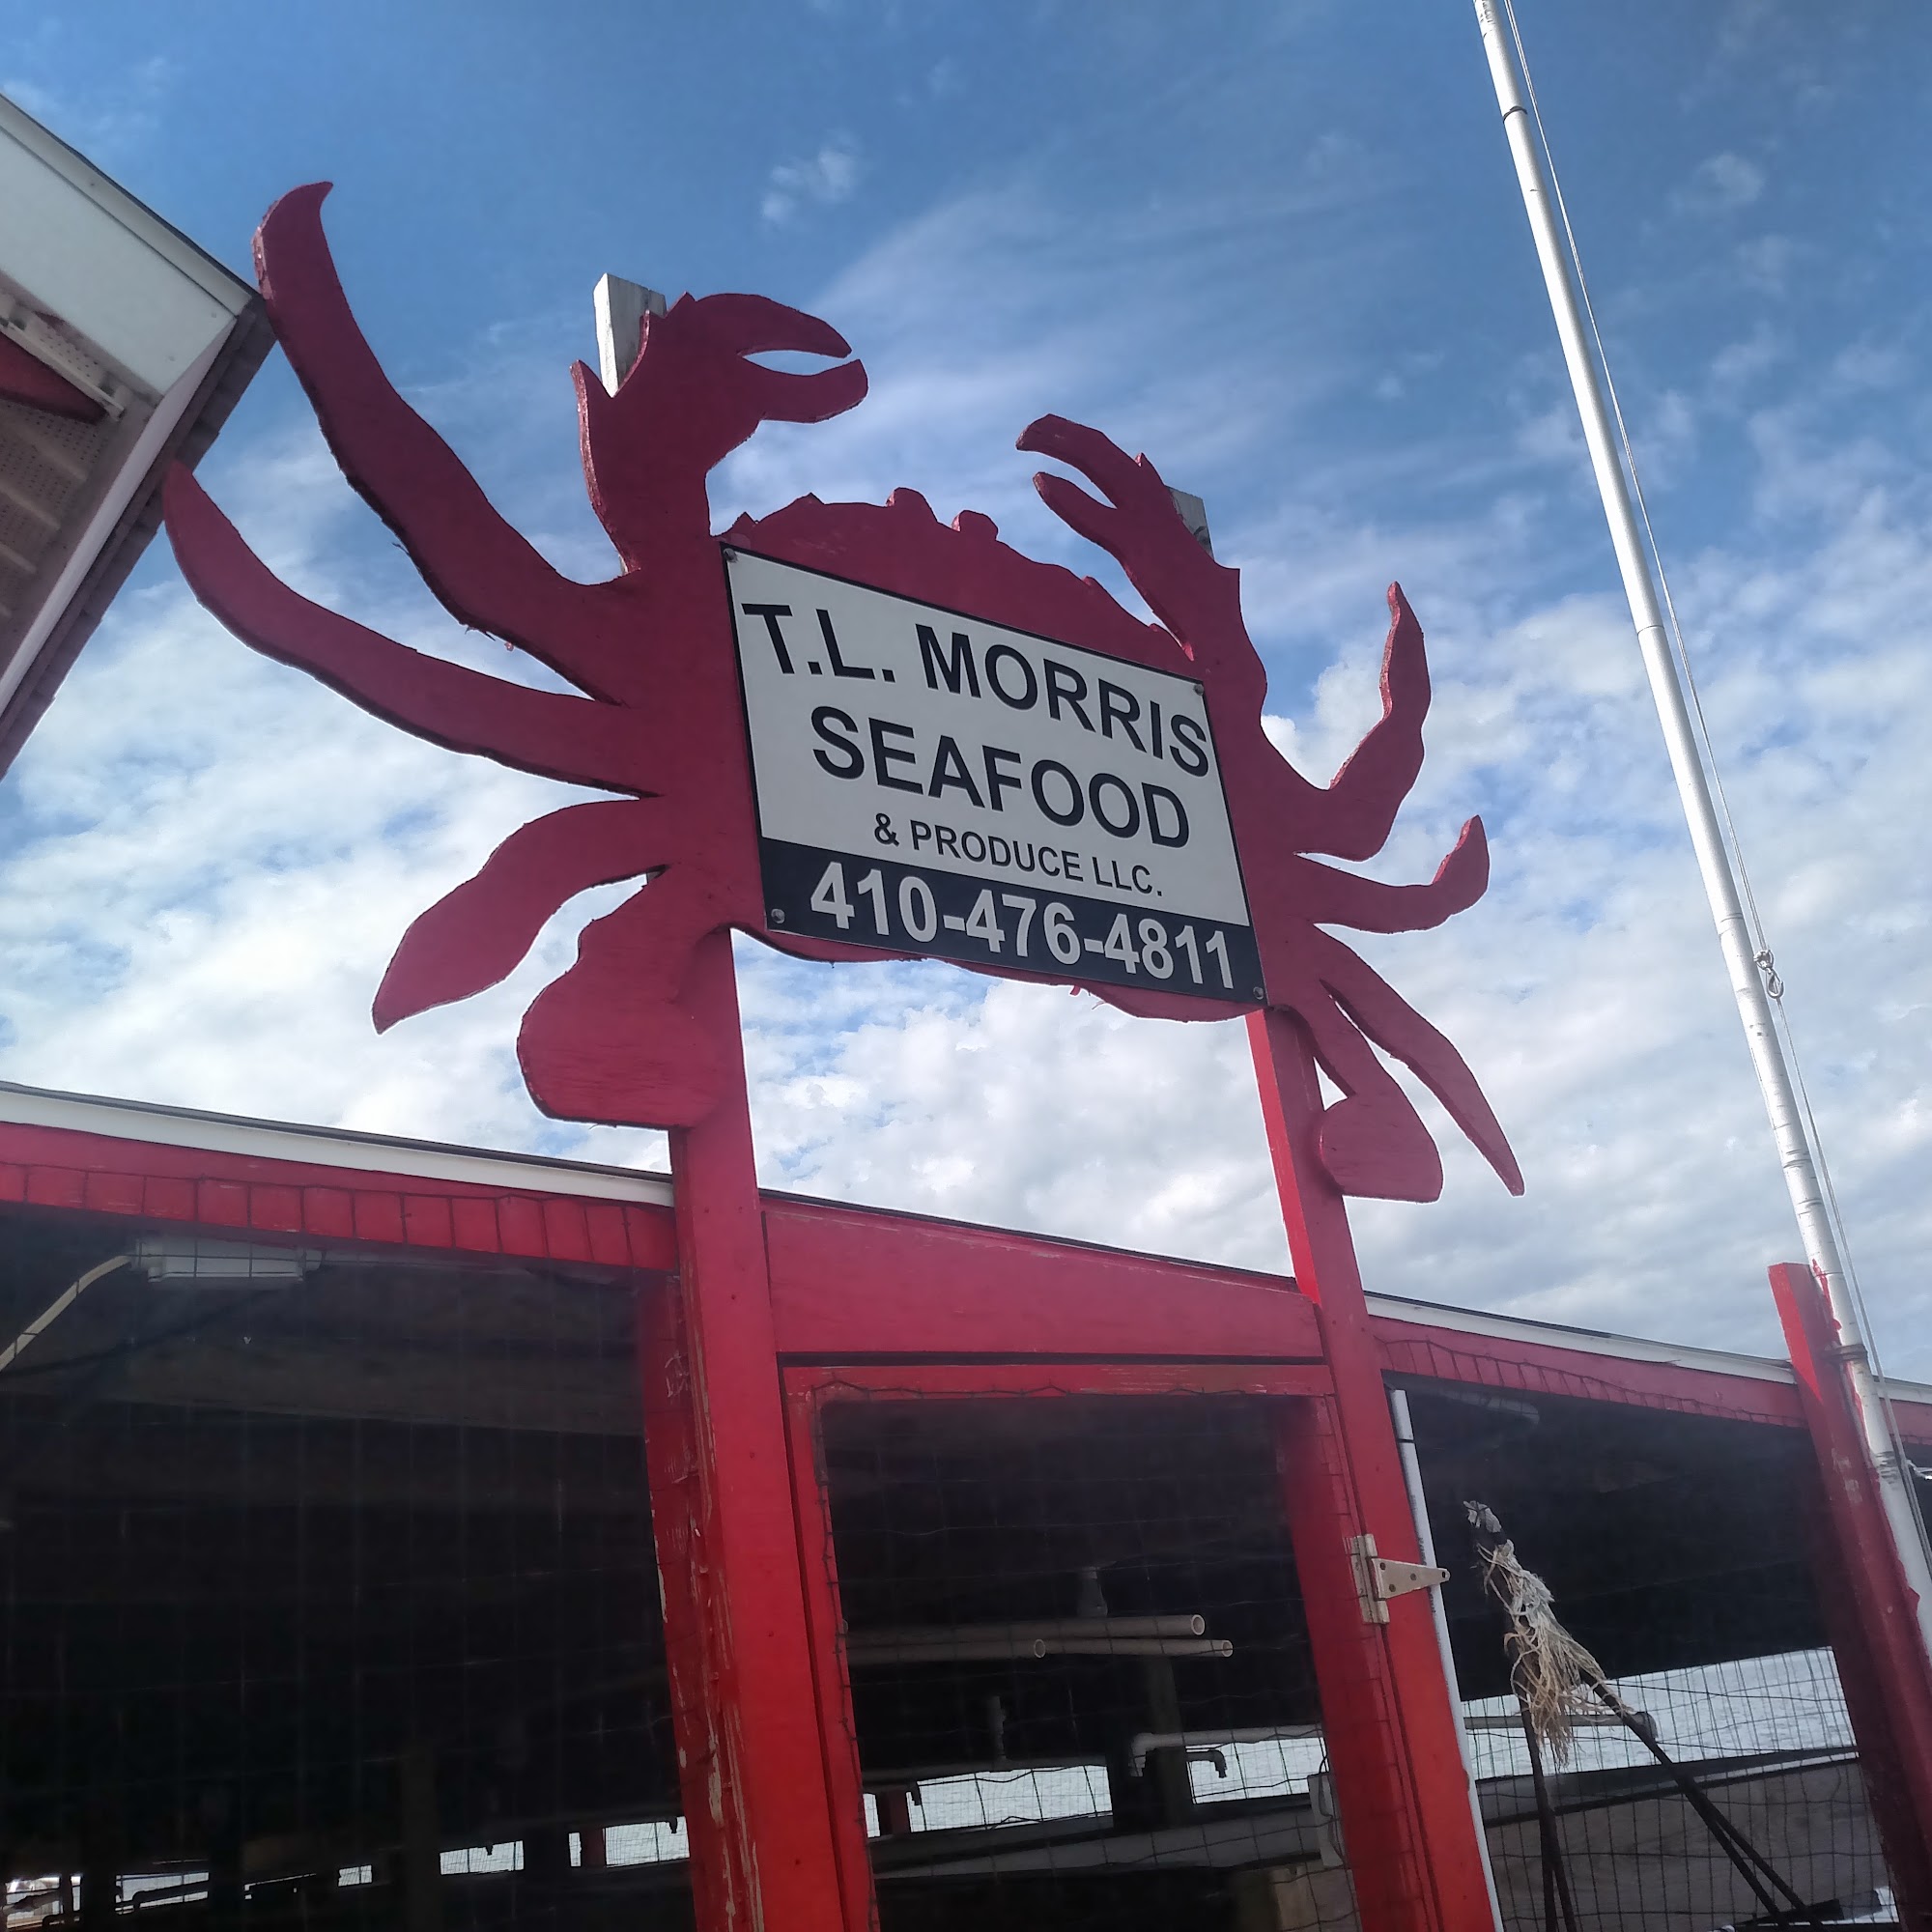 T.L. MORRIS
SEAFOOD
& PRODUCE LLC.
410-476-4811